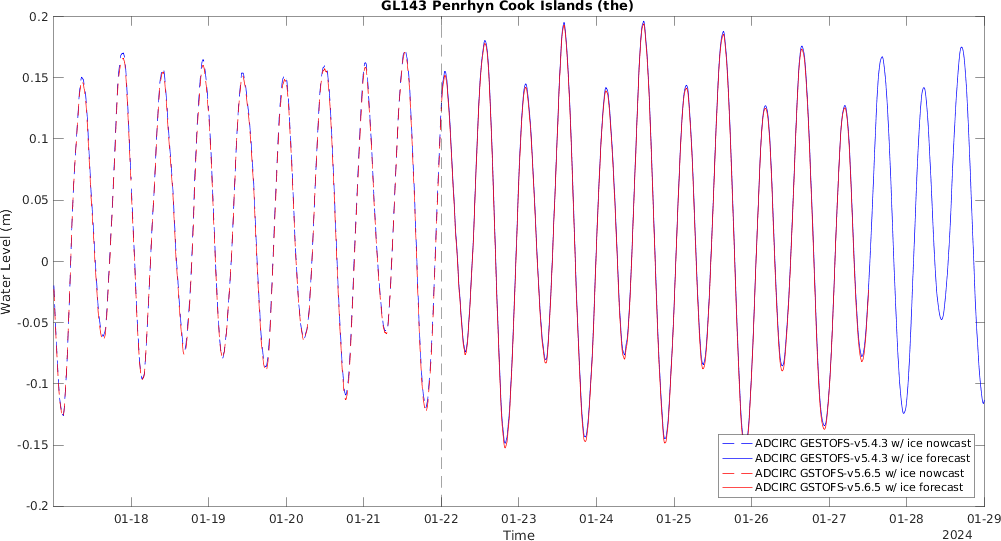 GL143 Penrhyn Cook Islands (the)
0.2
0.15
0.1
0.05
0
-0.05
-0.1
-0.15
-0.2
Water Level (m)
01-18 01-19 01-20 01-21 01-22 01-23 01-24 01-25 01-26 01-27 01-28 01-29
Time
2024
ADCIRC GESTOFS-v5.4.3 w/ ice nowcast
ADCIRC GESTOFS-v5.4.3 w/ ice forecast
ADCIRC GSTOFS-v5.6.5 w/ ice nowcast
ADCIRC GSTOFS-v5.6.5 w/ ice forecast